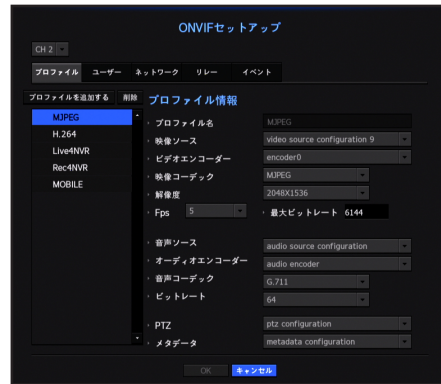 ONVIFセットアップ
CH 2
プロファイル ユーザー ネットワーク リレー イベント
プロファイルを追加する 削除 プロファイル情報
MJPEG
H.264
Live4NVR
Rec4NVR
MOBILE
プロファイル名 MJPEG
映像ソース video source configuration 9
ビデオエンコーダー encoder0
映像コーデック MJPEG
解像度 2048X1536
Fps 5 最大ビットレート 6144
音声ソース audio source configuration
オーディオエンコーダー audio encoder
音声コーデック G.711
ビットレート 64
PTZ ptz configuration
メタデータ metadata configuration
OK キャンセル